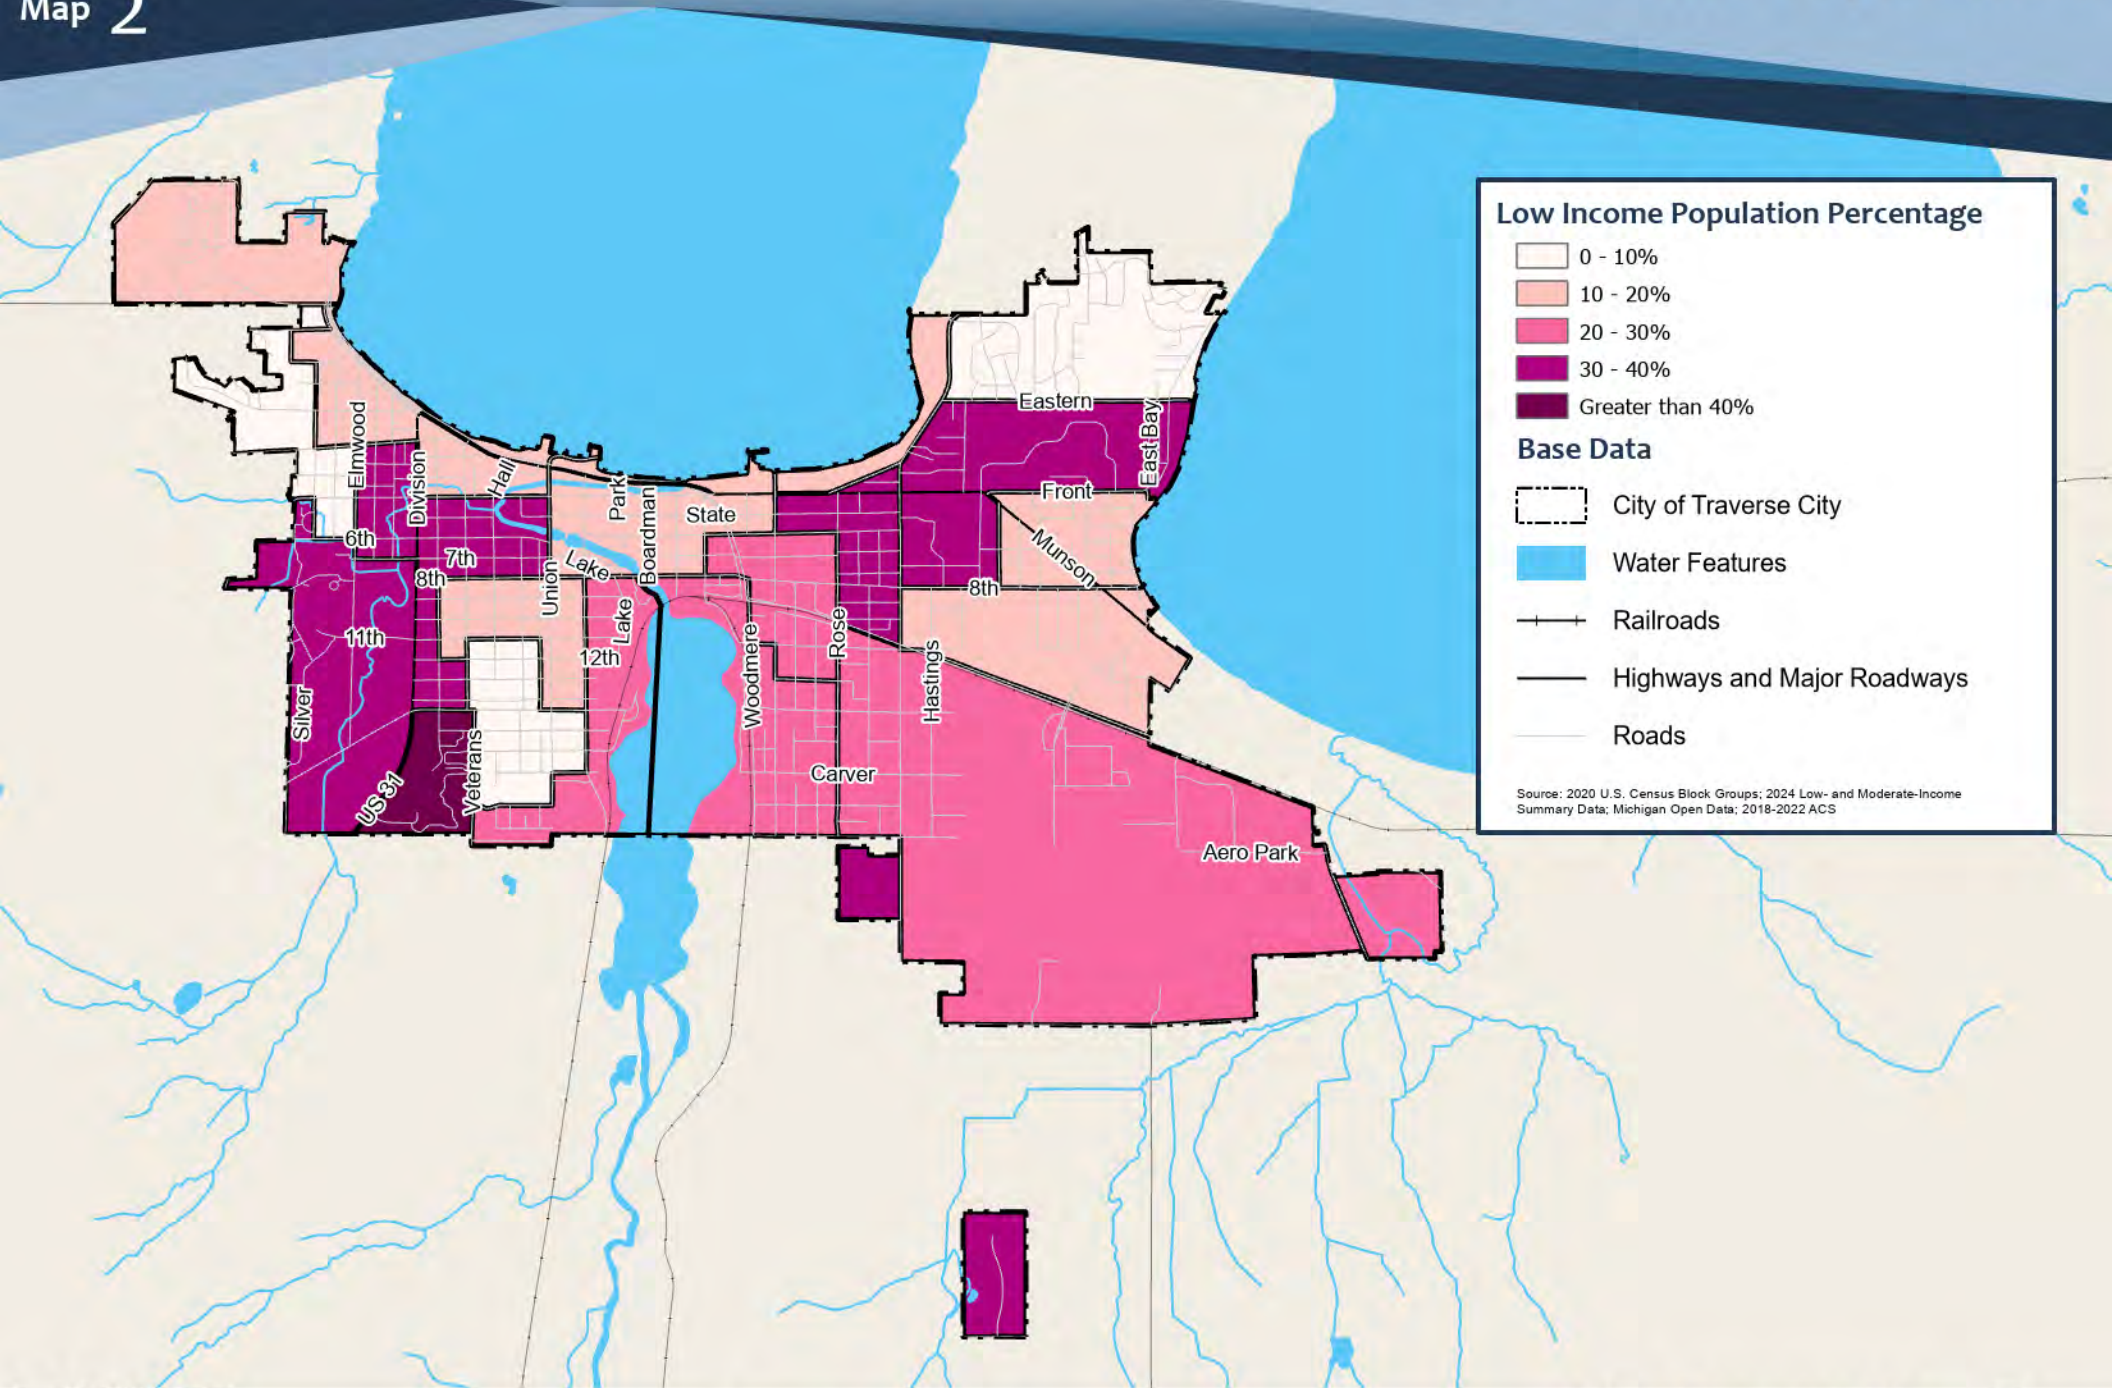 Map 2
Low Income Population Percentage
0 - 10%
10 - 20%
20 - 30%
30 - 40%
Greater than 40%
Base Data
City of Traverse City
Water Features
Railroads
Highways and Major Roadways
Roads
Source: 2020 U.S. Census Block Groups; 2024 Low- and Moderate-Income
Summary Data; Michigan Open Data; 2018-2022 ACS
Eastern
East Bay
Elmwood
Division
Hall
Park
Boardman
State
Front
Munson
6th
7th
8th
Union
Lake
Lake
8th
11th
12th
Rose
Woodmere
Hastings
Silver
US 31
Veterans
Carver
Aero Park